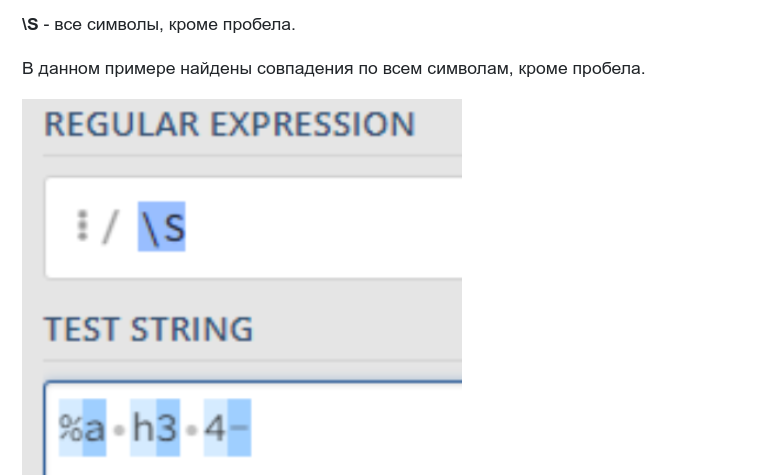 \S - все символы, кроме пробела.
В данном примере найдены совпадения по всем символам, кроме пробела.
REGULAR EXPRESSION
⋮ / \S
TEST STRING
%a·h3·4-